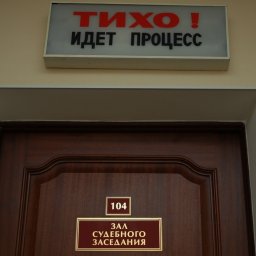 ТИХО !
ИДЕТ ПРОЦЕСС
104
ЗАЛ
СУДЕБНОГО
ЗАСЕДАНИЯ